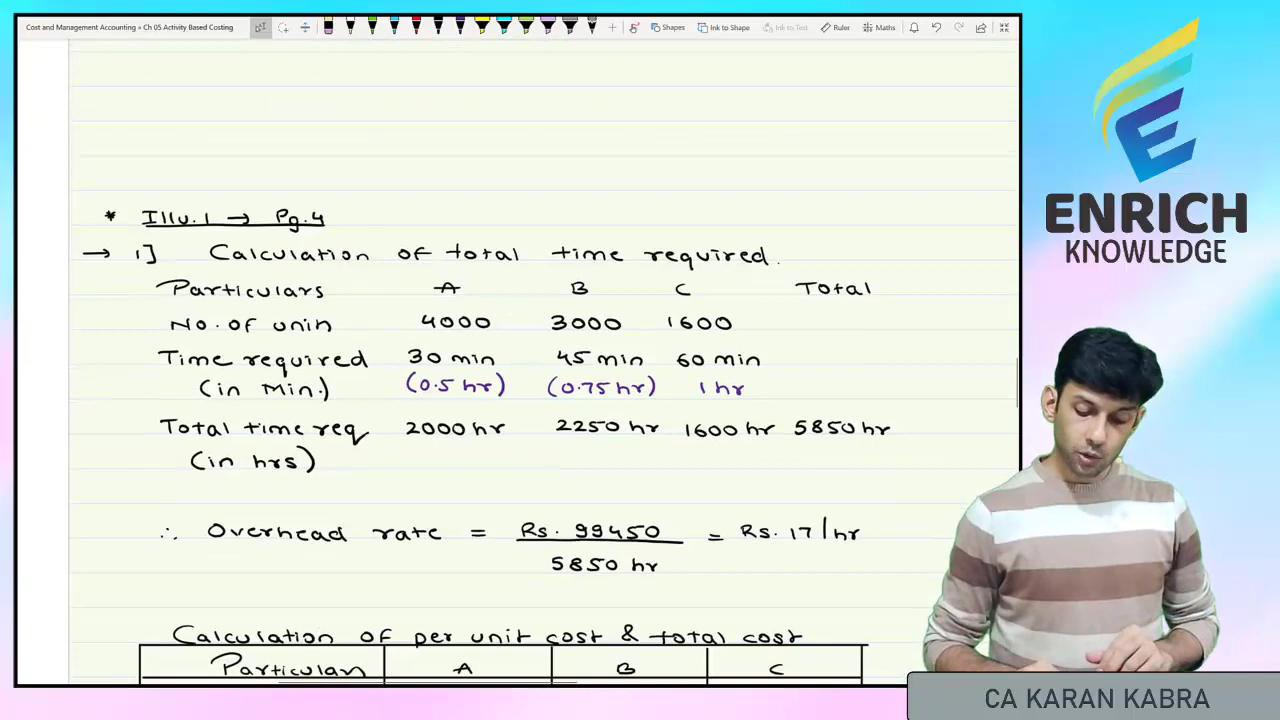 Cost and Management Accounting » Ch 05 Activity Based Costing
Shapes Ink to Shape Ink to Text Ruler Maths
* Illu.1 → Pg.4
→ 1] Calculation of total time required.
Particulars A B C Total
No. of units 4000 3000 1600
Time required 30 min 45 min 60 min
(in Min.) (0.5 hr) (0.75 hr) 1 hr
Total time req 2000 hr 2250 hr 1600 hr 5850 hr
(in hrs)
∴ Overhead rate = Rs. 99450 = Rs. 17/hr
5850 hr
Calculation of per unit cost & total cost
Particulars A B C
ENRICH
KNOWLEDGE
CA KARAN KABRA